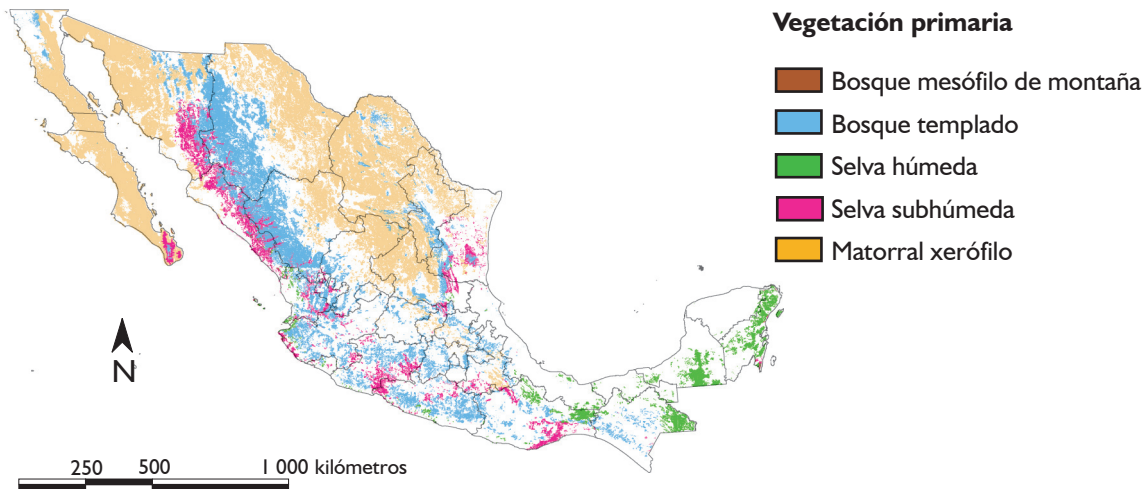 Vegetación primaria
Bosque mesófilo de montaña
Bosque templado
Selva húmeda
Selva subhúmeda
Matorral xerófilo
N
250 500 1 000 kilómetros